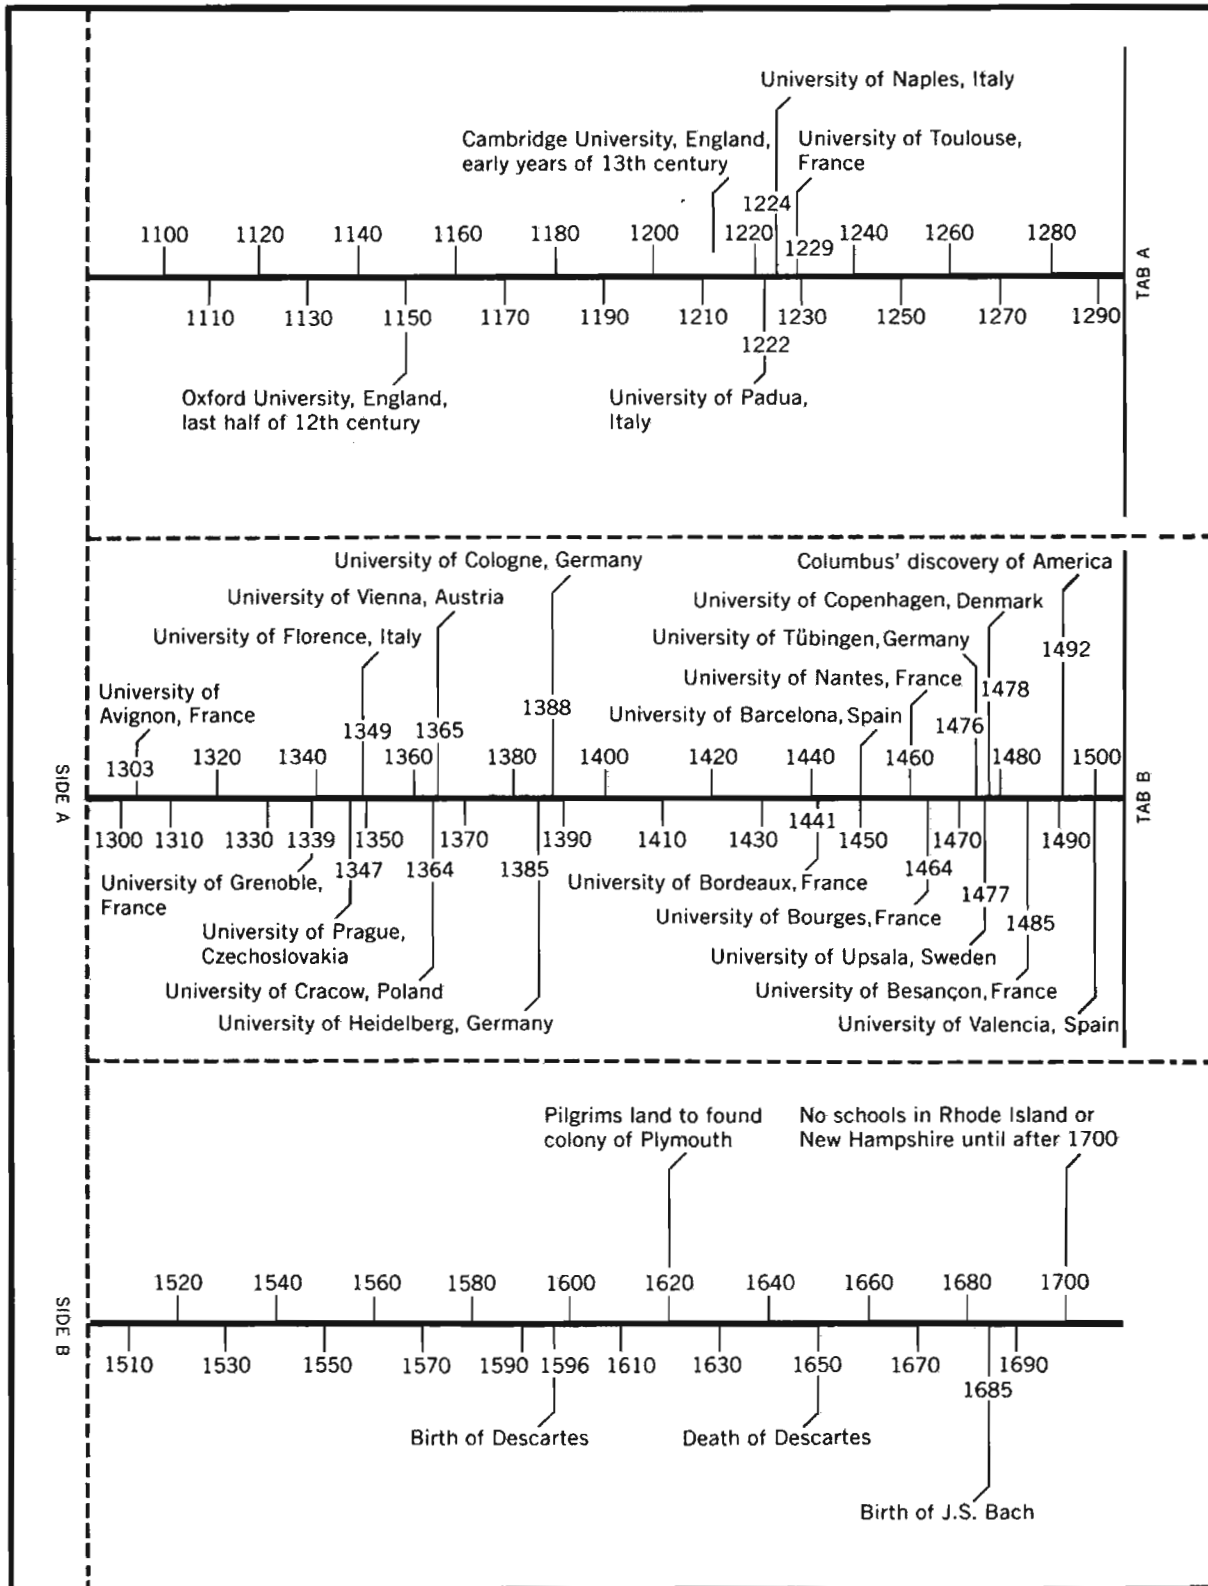 University of Naples, Italy
Cambridge University, England,
early years of 13th century
University of Toulouse,
France
1224
1100 1120 1140 1160 1180 1200 1220 1229 1240 1260 1280
TAB A
1110 1130 1150 1170 1190 1210 1230 1250 1270 1290
1222
Oxford University, England,
last half of 12th century
University of Padua,
Italy
University of Cologne, Germany
Columbus' discovery of America
University of Vienna, Austria
University of Copenhagen, Denmark
University of Florence, Italy
University of Tübingen, Germany
1492
University of Nantes, France
1478
University of
Avignon, France
1388
University of Barcelona, Spain
1476
1349 1365
1303 1320 1340 1360 1380 1400 1420 1440 1460 1480 1500
SIDE A
TAB B
1441
1300 1310 1330 1339 1350 1370 1390 1410 1430 1450 1470 1490
1347 1364 1385 1464
University of Grenoble,
France
University of Bordeaux, France
1477
University of Bourges, France
1485
University of Prague,
Czechoslovakia
University of Upsala, Sweden
University of Cracow, Poland
University of Besançon, France
University of Heidelberg, Germany
University of Valencia, Spain
Pilgrims land to found
colony of Plymouth
No schools in Rhode Island or
New Hampshire until after 1700
1520 1540 1560 1580 1600 1620 1640 1660 1680 1700
SIDE B
1510 1530 1550 1570 1590 1596 1610 1630 1650 1670 1690
1685
Birth of Descartes
Death of Descartes
Birth of J.S. Bach